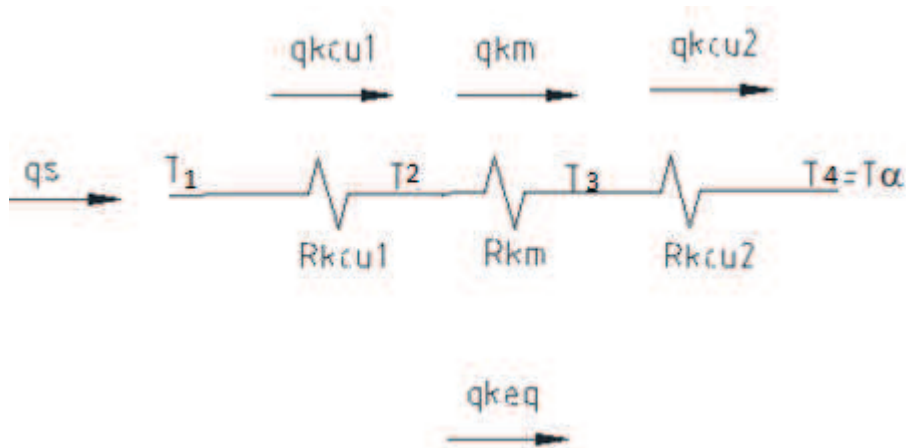 qkcu1 qkm qkcu2
qs T1 T2 T3 T4=Tα
Rkcu1 Rkm Rkcu2
qkeq